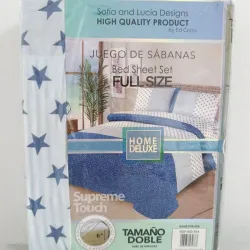 Sofia and Lucia Designs
HIGH QUALITY PRODUCT
JUEGO DE SÁBANAS
Bed Sheet Set
FULL SIZE
HOME
DELUXE
Supreme
Touch
TAMAÑO
DOBLE